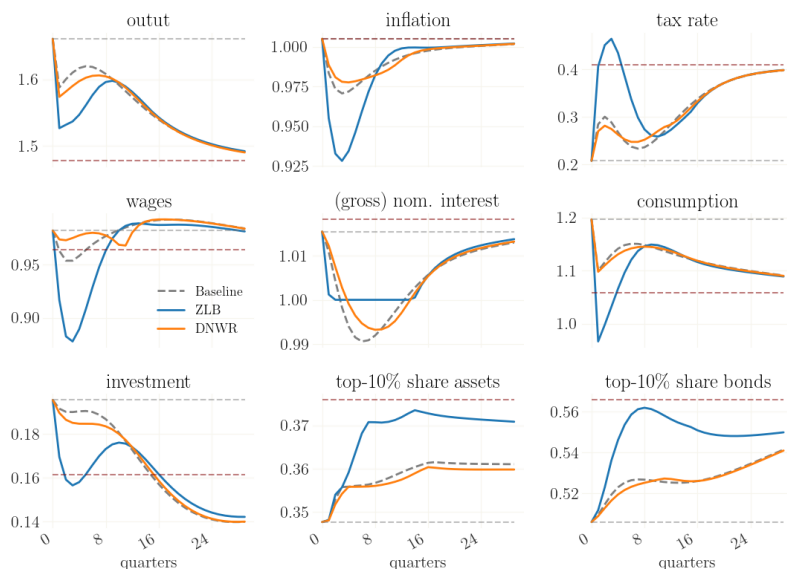 outut
inflation
tax rate
1.6
1.5
1.000
0.975
0.950
0.925
0.4
0.3
0.2
wages
(gross) nom. interest
consumption
0.95
0.90
Baseline
ZLB
DNWR
1.01
1.00
0.99
1.2
1.1
1.0
investment
top-10% share assets
top-10% share bonds
0.18
0.16
0.14
0.37
0.36
0.35
0.56
0.54
0.52
0
8
16
24
0
8
16
24
0
8
16
24
quarters
quarters
quarters